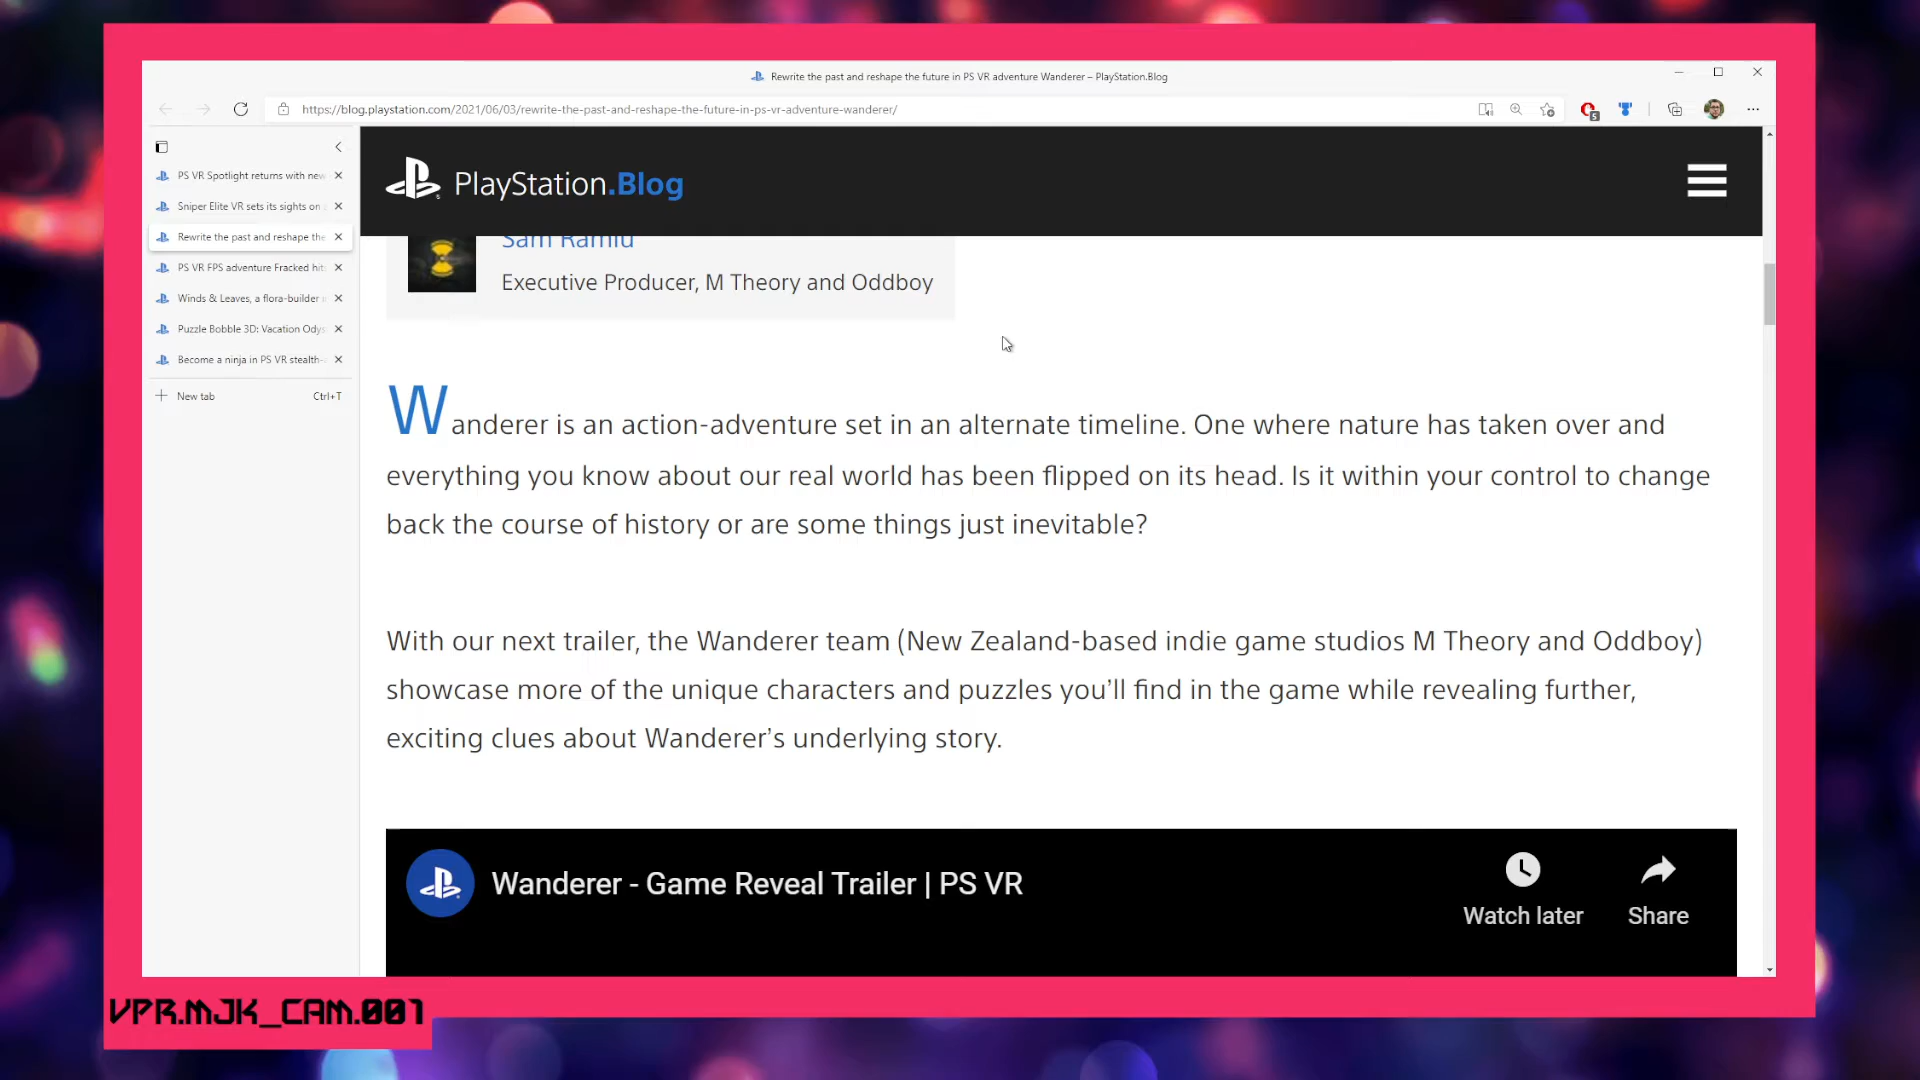 Rewrite the past and reshape the future in PS VR adventure Wanderer – PlayStation.Blog
https://blog.playstation.com/2021/06/03/rewrite-the-past-and-reshape-the-future-in-ps-vr-adventure-wanderer/
5
PS VR Spotlight returns with new
Sniper Elite VR sets its sights on
Rewrite the past and reshape the
PS VR FPS adventure Fracked hit
Winds & Leaves, a flora-builder
Puzzle Bobble 3D: Vacation Odys
Become a ninja in PS VR stealth-
New tab Ctrl+T
PlayStation.Blog
Sam Ramlu
Executive Producer, M Theory and Oddboy
Wanderer is an action-adventure set in an alternate timeline. One where nature has taken over and
everything you know about our real world has been flipped on its head. Is it within your control to change
back the course of history or are some things just inevitable?
With our next trailer, the Wanderer team (New Zealand-based indie game studios M Theory and Oddboy)
showcase more of the unique characters and puzzles you’ll find in the game while revealing further,
exciting clues about Wanderer’s underlying story.
Wanderer - Game Reveal Trailer | PS VR
Watch later
Share
VPR.MJK_CAM.001